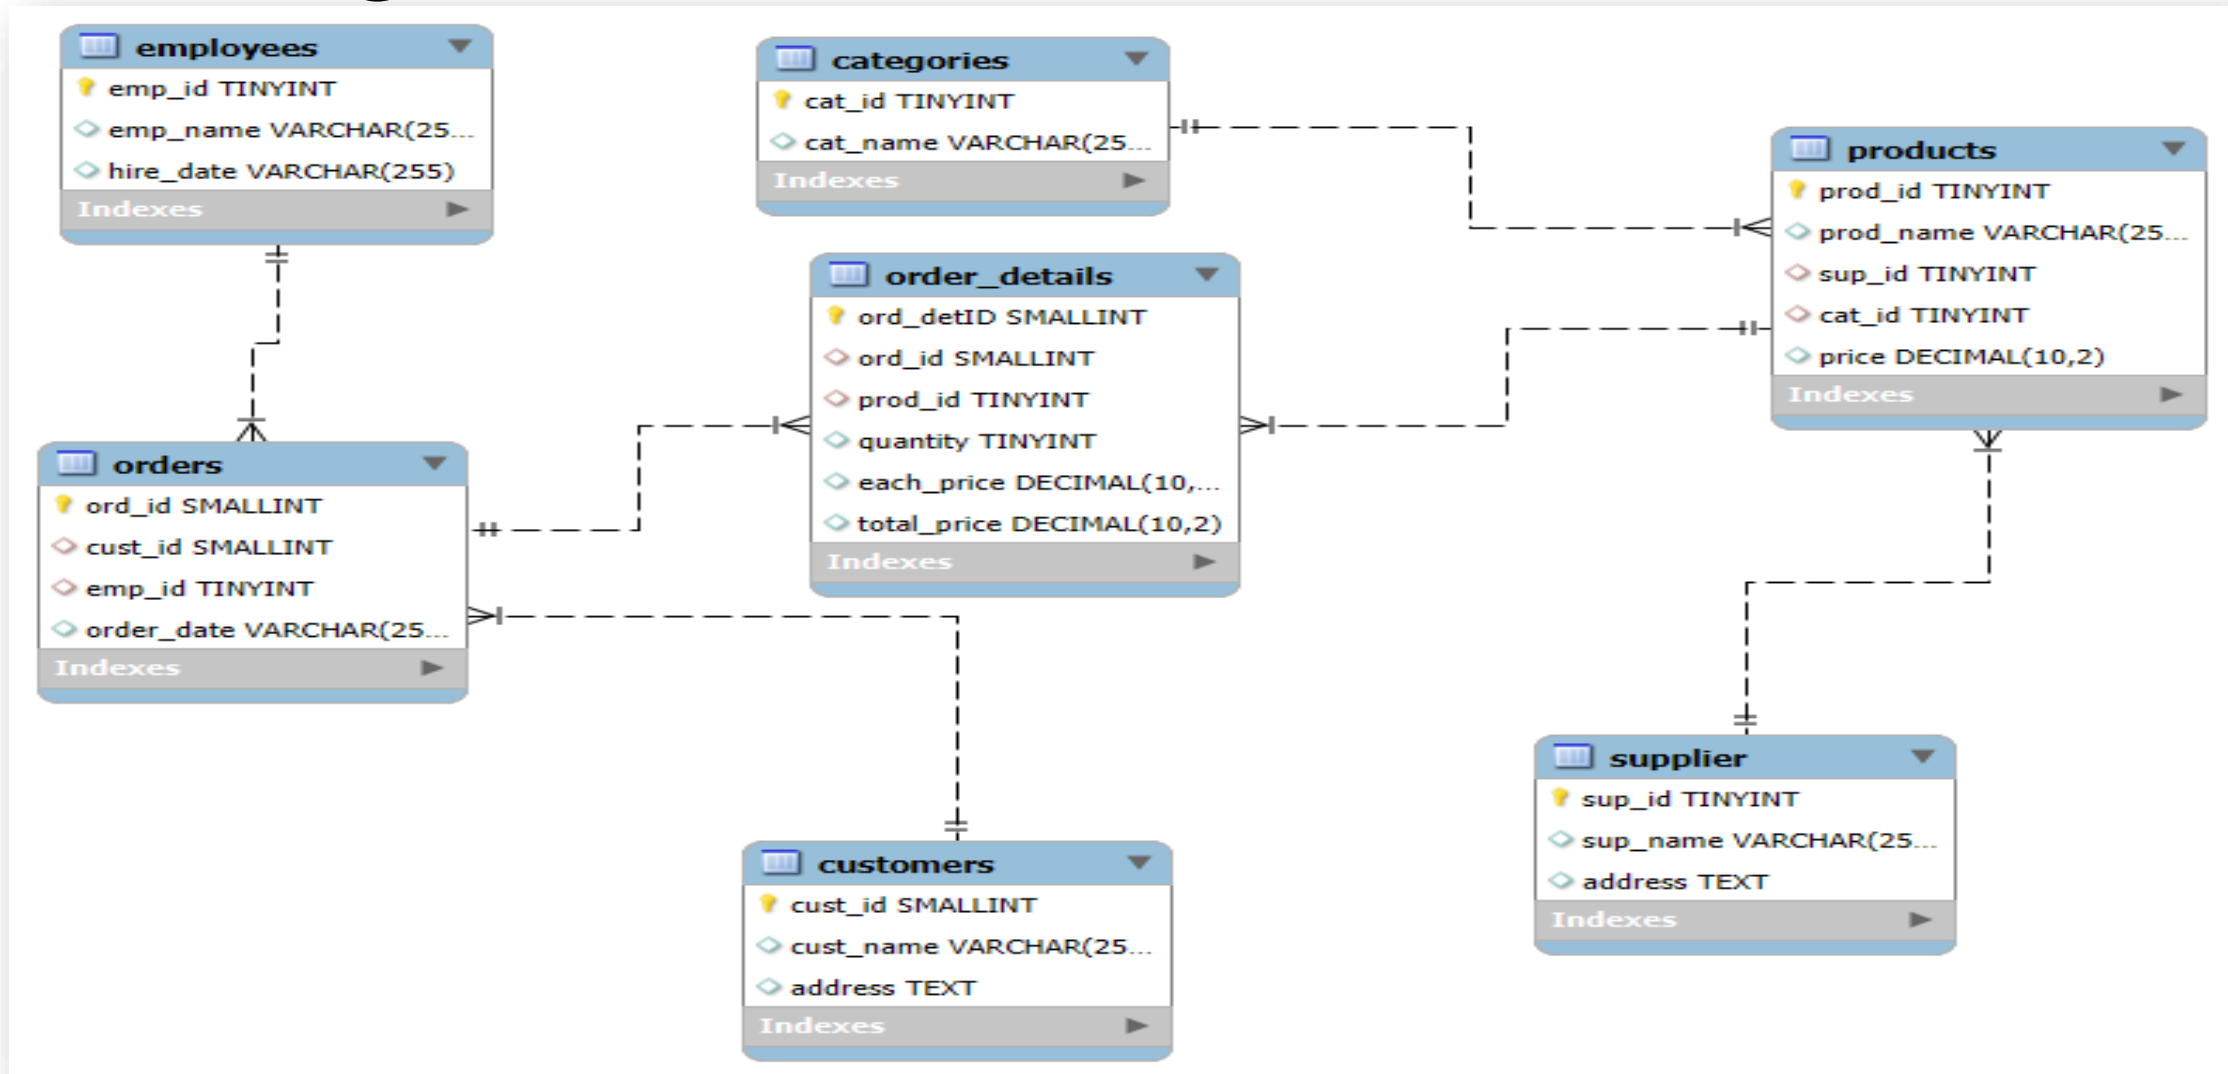 employees
emp_id TINYINT
emp_name VARCHAR(25...
hire_date VARCHAR(255)
Indexes
categories
cat_id TINYINT
cat_name VARCHAR(25...
Indexes
products
prod_id TINYINT
prod_name VARCHAR(25...
sup_id TINYINT
cat_id TINYINT
price DECIMAL(10,2)
Indexes
order_details
ord_detID SMALLINT
ord_id SMALLINT
prod_id TINYINT
quantity TINYINT
each_price DECIMAL(10,...
total_price DECIMAL(10,2)
Indexes
orders
ord_id SMALLINT
cust_id SMALLINT
emp_id TINYINT
order_date VARCHAR(25...
Indexes
supplier
sup_id TINYINT
sup_name VARCHAR(25...
address TEXT
Indexes
customers
cust_id SMALLINT
cust_name VARCHAR(25...
address TEXT
Indexes